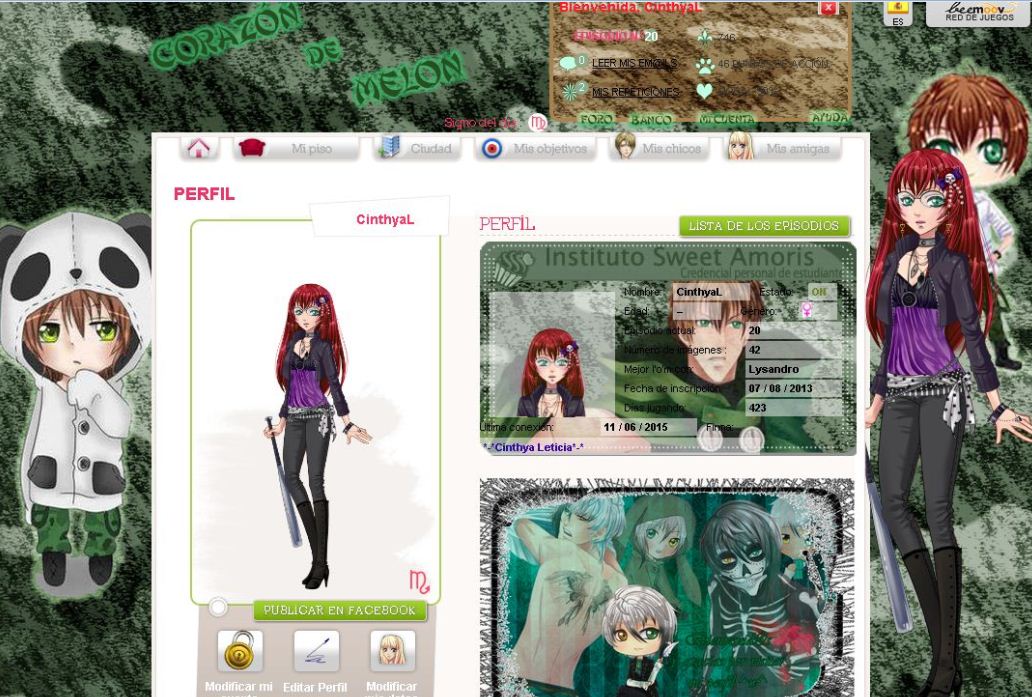 CORAZÓN
DE
MELON
Bienvenida, CinthyaL
20
746
0 LEER MIS EMAILS
46
2 MIS REPETICIONES
FORO BANCO MI CUENTA AYUDA
ES
beemoov
RED DE JUEGOS
Signo del día:
Mi piso Ciudad Mis objetivos Mis chicos Mis amigas
PERFIL
CinthyaL
PUBLICAR EN FACEBOOK
Modificar mi
Editar Perfil
Modificar
PERFIL
LISTA DE LOS EPISODIOS
Instituto Sweet Amoris
Credencial personal de estudiante
Nombre: CinthyaL Estado: ON
Edad: – Género:
Episodio actual: 20
Número de imágenes : 42
Mejor l'o'm con: Lysandro
Fecha de inscripción: 07 / 08 / 2013
Días jugando: 423
Última conexión: 11 / 06 / 2015 Firma:
*-*Cinthya Leticia*-*